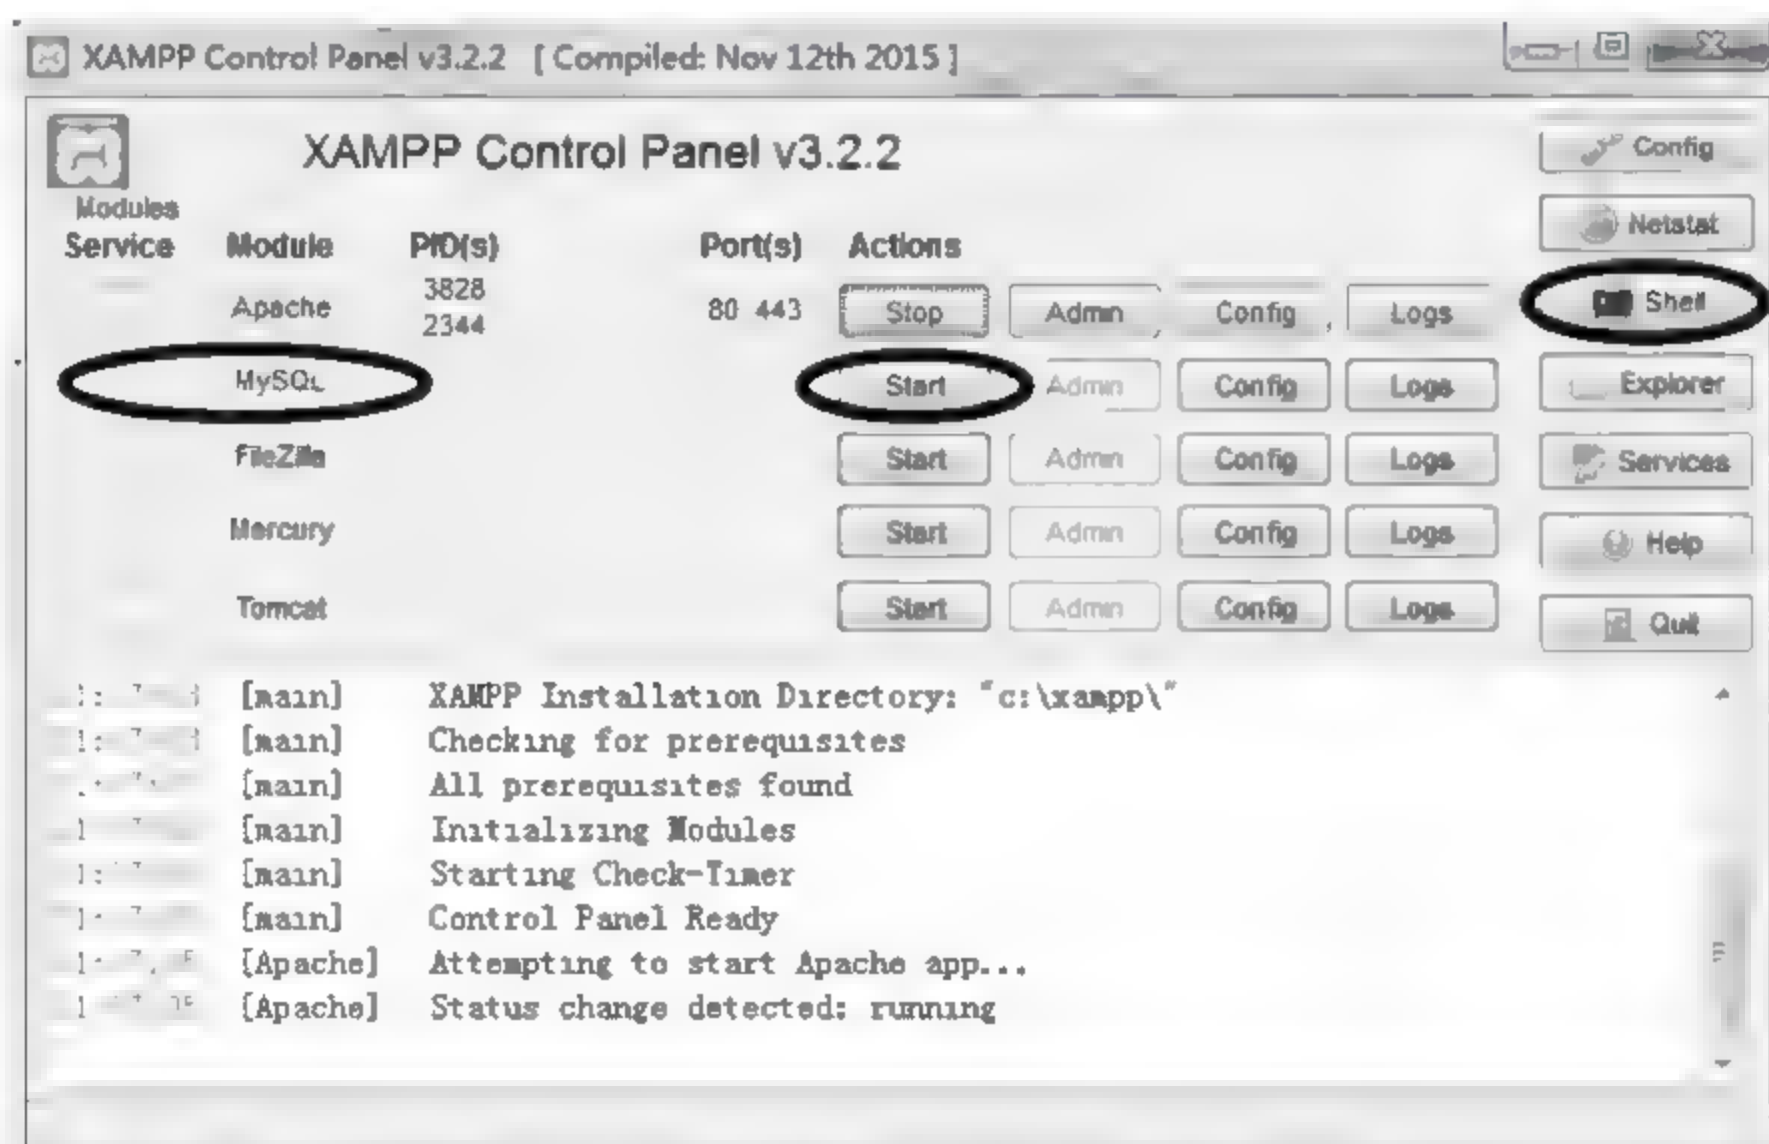 XAMPP Control Panel v3.2.2 [ Compiled: Nov 12th 2015 ]
XAMPP Control Panel v3.2.2
Config
Modules
Service Module PID(s) Port(s) Actions
Netstat
Apache 3828 2344 80 443 Stop Admin Config Logs
Shell
MySQL Start Admin Config Logs
Explorer
FileZilla Start Admin Config Logs
Services
Mercury Start Admin Config Logs
Help
Tomcat Start Admin Config Logs
Quit
[main] XAMPP Installation Directory: "c:\xampp\"
[main] Checking for prerequisites
[main] All prerequisites found
[main] Initializing Modules
[main] Starting Check-Timer
[main] Control Panel Ready
[Apache] Attempting to start Apache app...
[Apache] Status change detected: running